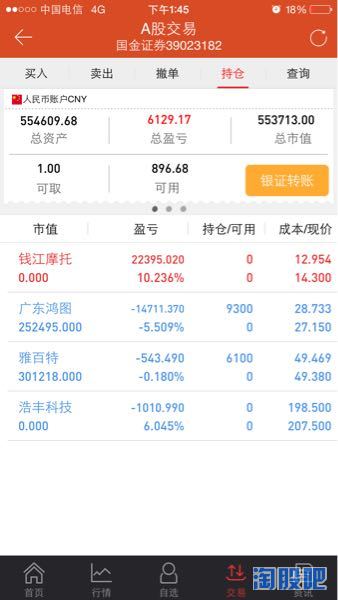 中国电信 4G 下午1:45 18%
A股交易
国金证券39023182
买入 卖出 撤单 持仓 查询
人民币账户CNY
554609.68 6129.17 553713.00
总资产 总盈亏 总市值
1.00 896.68 银证转账
可取 可用
市值 盈亏 持仓/可用 成本/现价
钱江摩托 22395.020 0 12.954
0.000 10.236% 0 14.300
广东鸿图 -14711.370 9300 28.733
252495.000 -5.509% 0 27.150
雅百特 -543.490 6100 49.469
301218.000 -0.180% 0 49.380
浩丰科技 -1010.990 0 198.500
0.000 6.045% 0 207.500
首页 行情 自选 交易 资讯
淘股吧